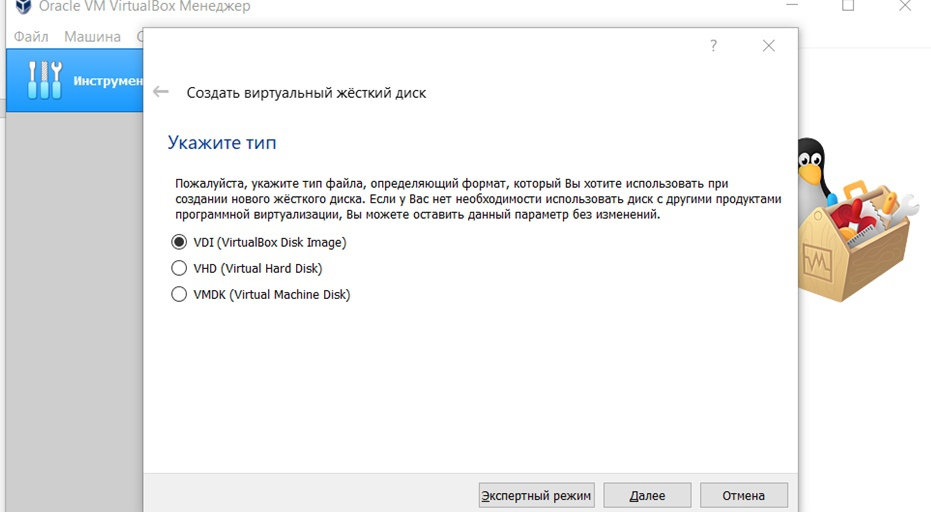 Oracle VM VirtualBox Менеджер
Файл Машина С
Инструмен
?
Создать виртуальный жёсткий диск
Укажите тип
Пожалуйста, укажите тип файла, определяющий формат, который Вы хотите использовать при
создании нового жёсткого диска. Если у Вас нет необходимости использовать диск с другими продуктами
программной виртуализации, Вы можете оставить данный параметр без изменений.
VDI (VirtualBox Disk Image)
VHD (Virtual Hard Disk)
VMDK (Virtual Machine Disk)
Экспертный режим Далее Отмена